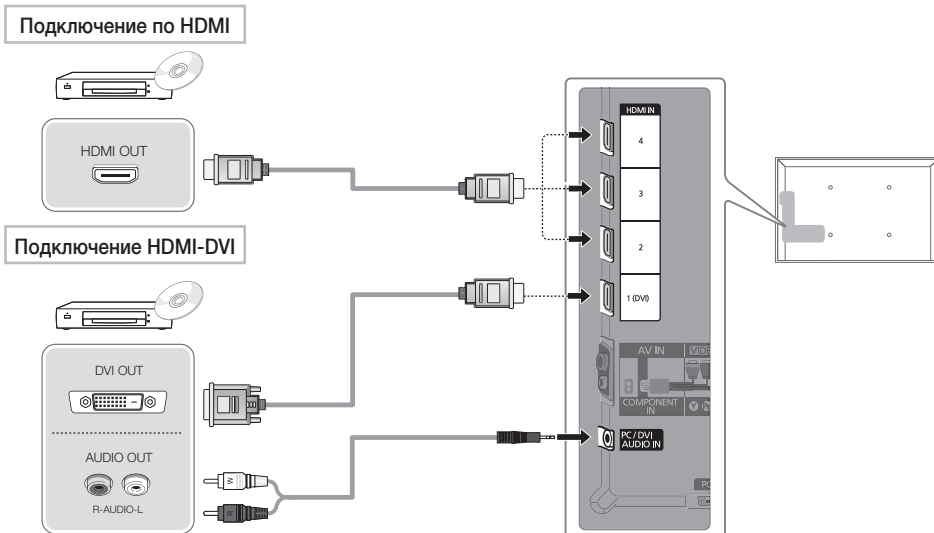 Подключение по HDMI
HDMI OUT
HDMI IN
4
3
2
1 (DVI)
Подключение HDMI-DVI
DVI OUT
AUDIO OUT
R-AUDIO-L
W
R
AV IN
COMPONENT
IN
PC / DVI
AUDIO IN